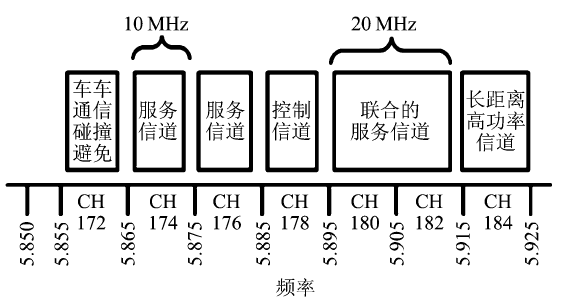 10 MHz
20 MHz
车车
通信
碰撞
避免
服务
信道
服务
信道
控制
信道
联合的
服务信道
长距离
高功率
信道
CH
172
CH
174
CH
176
CH
178
CH
180
CH
182
CH
184
5.850
5.855
5.865
5.875
5.885
5.895
5.905
5.915
5.925
频率